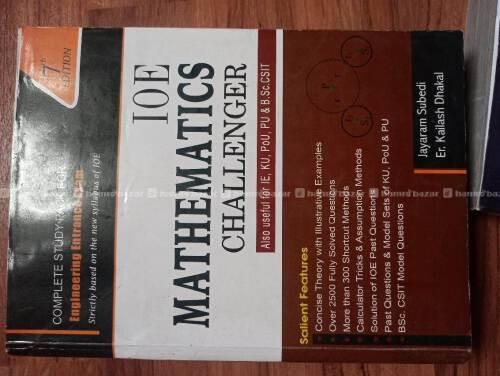 7th
EDITION
COMPLETE STUDY
Engineering Entrance Exam
Strictly based on the new syllabus of IOE
IOE
MATHEMATICS
CHALLENGER
Also useful for IE, KU, PoU, PU & B.Sc.CSIT
Salient Features
Concise Theory with Illustrative Examples
Over 2500 Fully Solved Questions
More than 300 Shortcut Methods
Calculator Tricks & Assumption Methods
Solution of IOE Past Questions
Past Questions & Model Sets of KU, PoU & PU
BSc. CSIT Model Questions
Jayaram Subedi
Er. Kailash Dhakal
hamrobazar